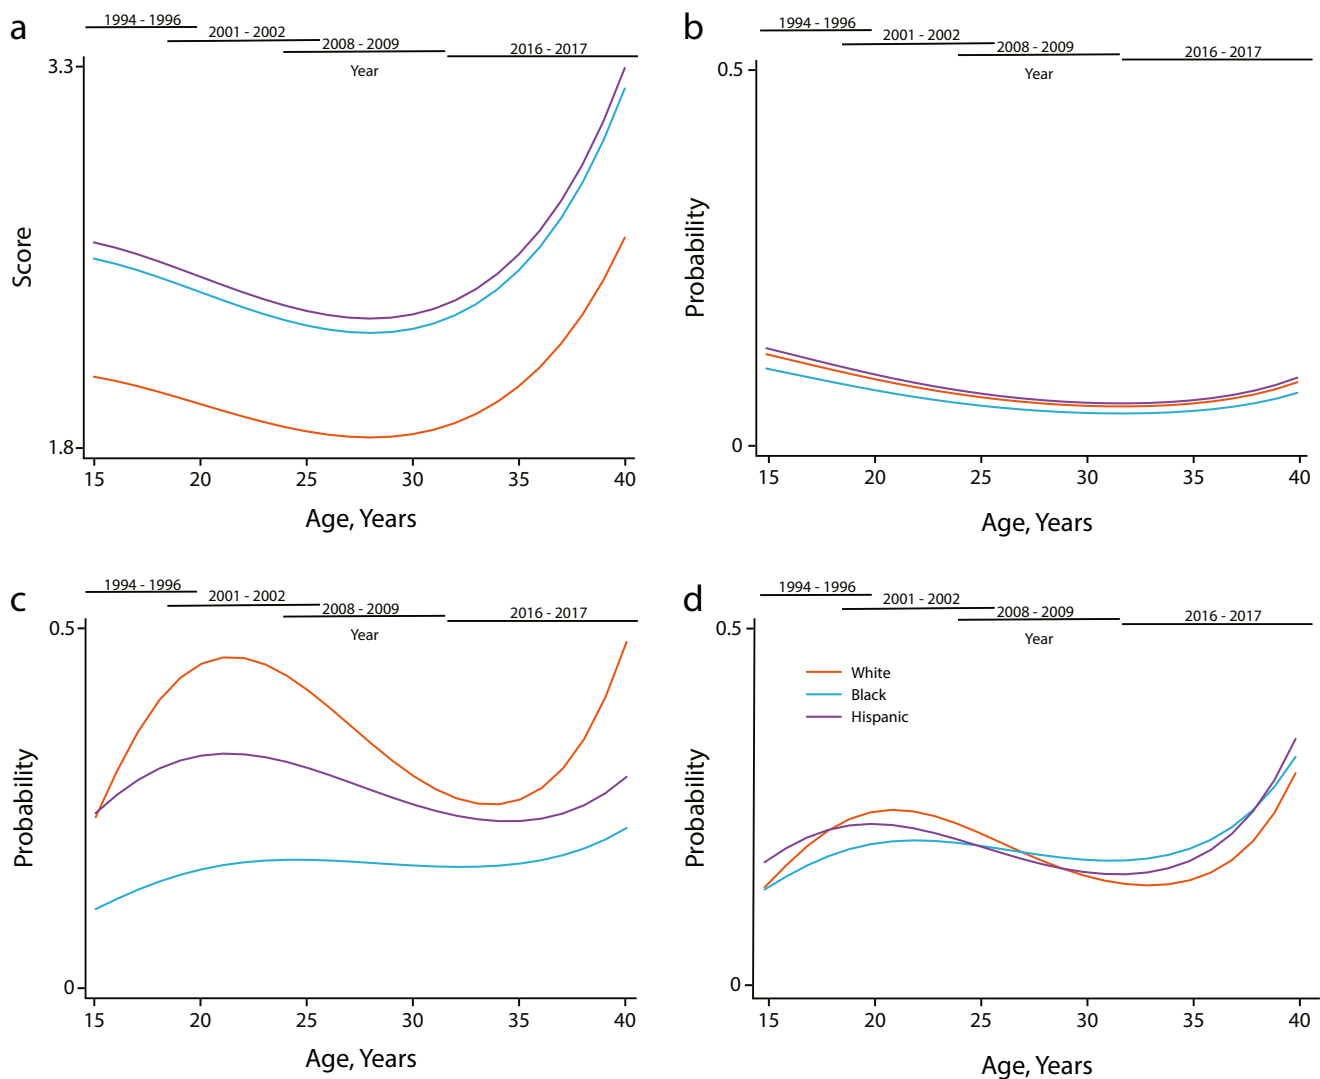 a
1994 - 1996
2001 - 2002
2008 - 2009
2016 - 2017
Year
3.3
1.8
Score
15 20 25 30 35 40
Age, Years
b
1994 - 1996
2001 - 2002
2008 - 2009
2016 - 2017
Year
0.5
0
Probability
15 20 25 30 35 40
Age, Years
c
1994 - 1996
2001 - 2002
2008 - 2009
2016 - 2017
Year
0.5
0
Probability
15 20 25 30 35 40
Age, Years
d
1994 - 1996
2001 - 2002
2008 - 2009
2016 - 2017
Year
0.5
0
Probability
White
Black
Hispanic
15 20 25 30 35 40
Age, Years